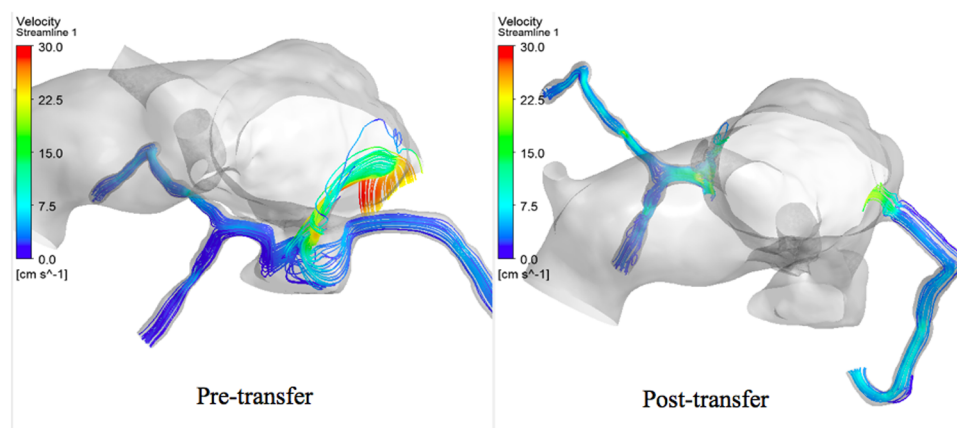 Velocity
Streamline 1
30.0
22.5
15.0
7.5
0.0
[cm s^-1]
Pre-transfer
Velocity
Streamline 1
30.0
22.5
15.0
7.5
0.0
[cm s^-1]
Post-transfer